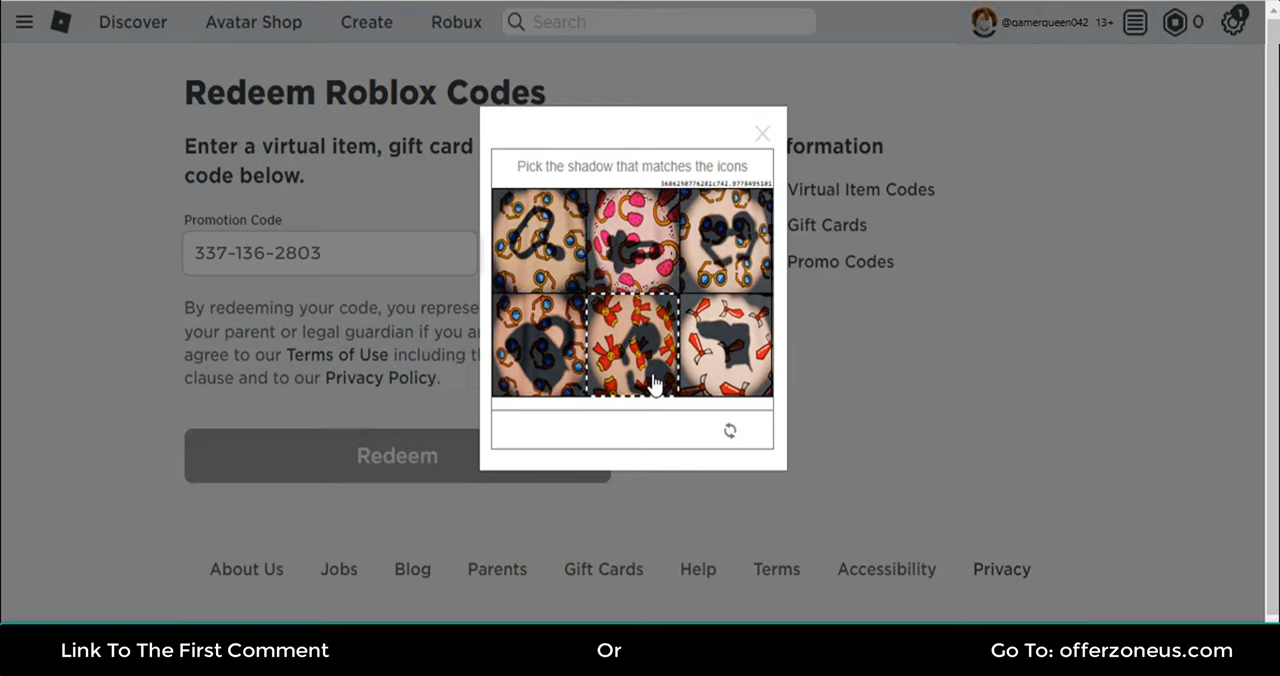 Discover Avatar Shop Create Robux Search @qamerqueen042 13+ 0 1
Redeem Roblox Codes
Enter a virtual item, gift card
code below.
Promotion Code
337-136-2803
By redeeming your code, you represe
your parent or legal guardian if you a
agree to our Terms of Use including t
clause and to our Privacy Policy.
Redeem
Pick the shadow that matches the icons
formation
Virtual Item Codes
Gift Cards
Promo Codes
About Us Jobs Blog Parents Gift Cards Help Terms Accessibility Privacy
Link To The First Comment Or Go To: offerzoneus.com